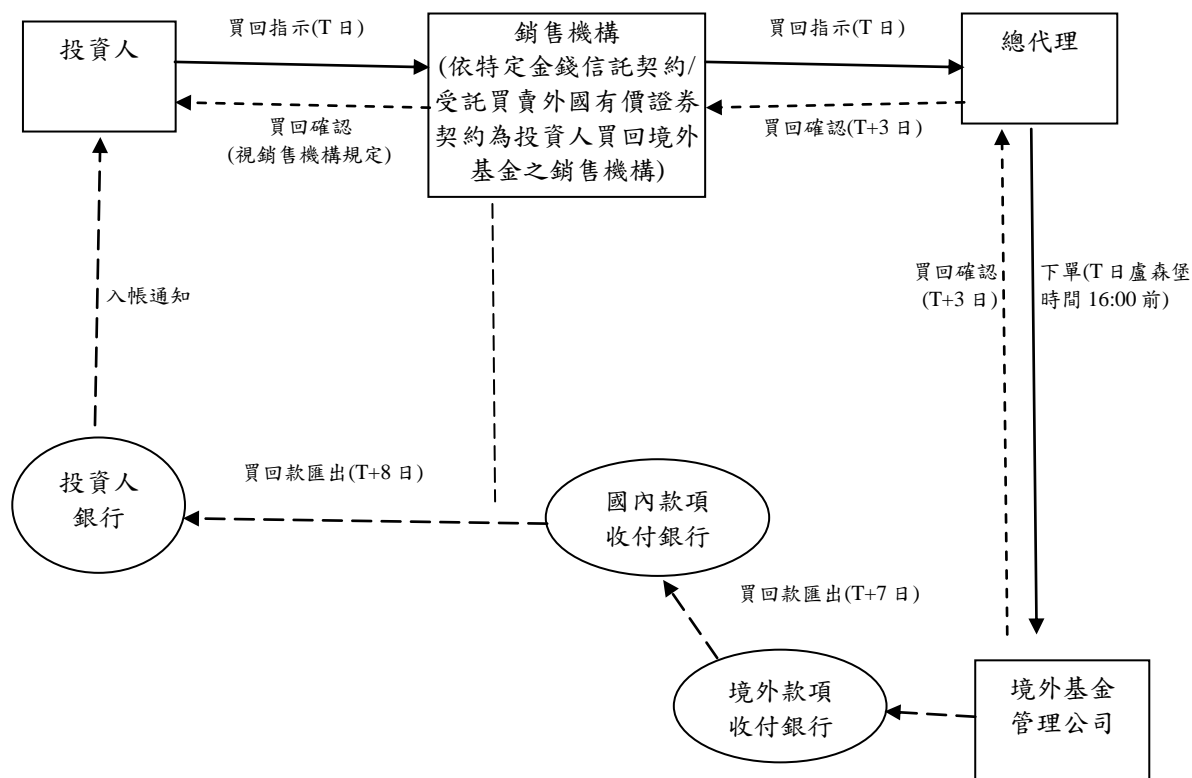 投資人
買回指示(T 日)
銷售機構
(依特定金錢信託契約/
受託買賣外國有價證券
契約為投資人買回境外
基金之銷售機構)
買回指示(T 日)
總代理
買回確認
(視銷售機構規定)
買回確認(T+3 日)
入帳通知
買回確認
(T+3 日)
下單(T 日盧森堡
時間 16:00 前)
投資人
銀行
買回款匯出(T+8 日)
國內款項
收付銀行
買回款匯出(T+7 日)
境外款項
收付銀行
境外基金
管理公司